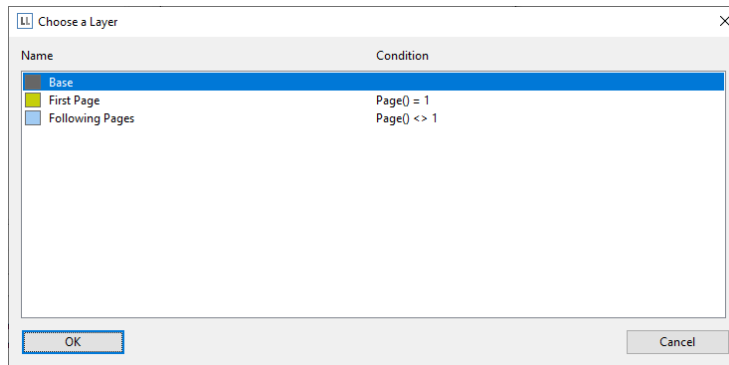 LL Choose a Layer
Name Condition
Base
First Page Page() = 1
Following Pages Page() <> 1
OK Cancel